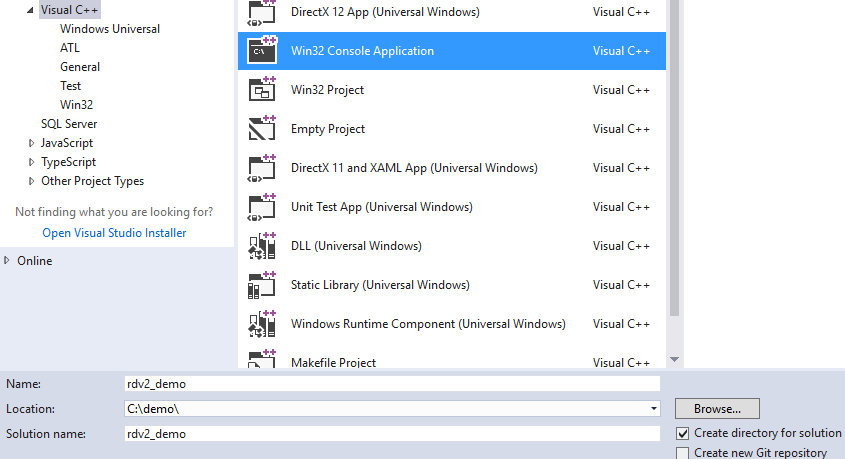 Visual C++
Windows Universal
ATL
General
Test
Win32
SQL Server
JavaScript
TypeScript
Other Project Types
Not finding what you are looking for?
Open Visual Studio Installer
Online
DirectX 12 App (Universal Windows) Visual C++
Win32 Console Application Visual C++
Win32 Project Visual C++
Empty Project Visual C++
DirectX 11 and XAML App (Universal Windows) Visual C++
Unit Test App (Universal Windows) Visual C++
DLL (Universal Windows) Visual C++
Static Library (Universal Windows) Visual C++
Windows Runtime Component (Universal Windows) Visual C++
Makefile Project Visual C++
Name: rdv2_demo
Location: C:\demo\ Browse...
Solution name: rdv2_demo Create directory for solution
Create new Git repository